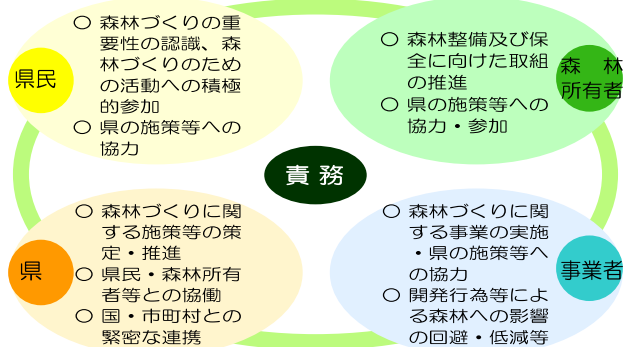 県民
○ 森林づくりの重
要性の認識、森
林づくりのため
の活動への積極
的参加
○ 県の施策等への
協力
○ 森林整備及び保
全に向けた取組
の推進
○ 県の施策等への
協力・参加
森　林
所有者
責 務
県
○ 森林づくりに関
する施策等の策
定・推進
○ 県民・森林所有
者等との協働
○ 国・市町村との
緊密な連携
○ 森林づくりに関
する事業の実施
・県の施策等へ
の協力
○ 開発行為等によ
る森林への影響
の回避・低減等
事業者